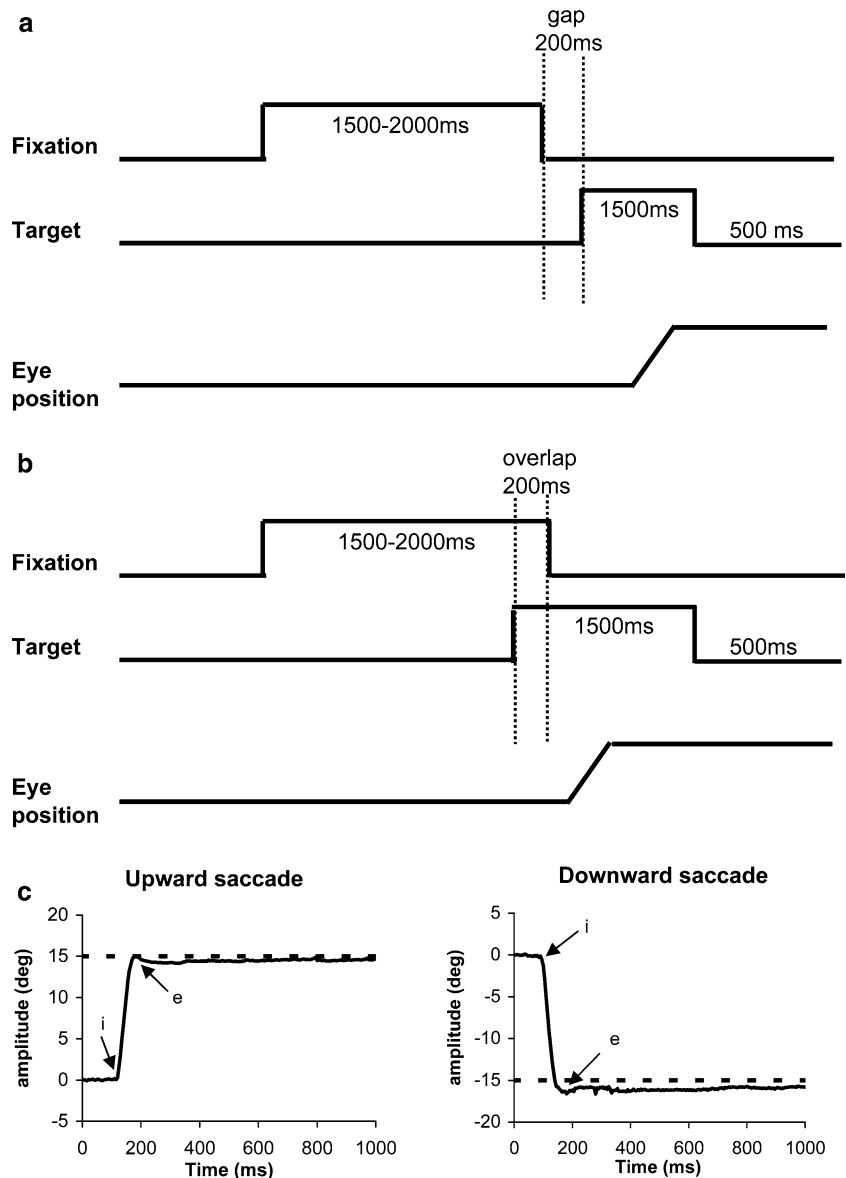 a
gap
200ms
1500-2000ms
Fixation
1500ms
Target
500 ms
Eye
position
b
overlap
200ms
1500-2000ms
Fixation
1500ms
Target
500ms
Eye
position
c
Upward saccade
20
15
10
5
0
-5
amplitude (deg)
i
e
0 200 400 600 800 1000
Time (ms)
Downward saccade
5
0
-5
-10
-15
-20
amplitude (deg)
i
e
0 200 400 600 800 1000
Time (ms)